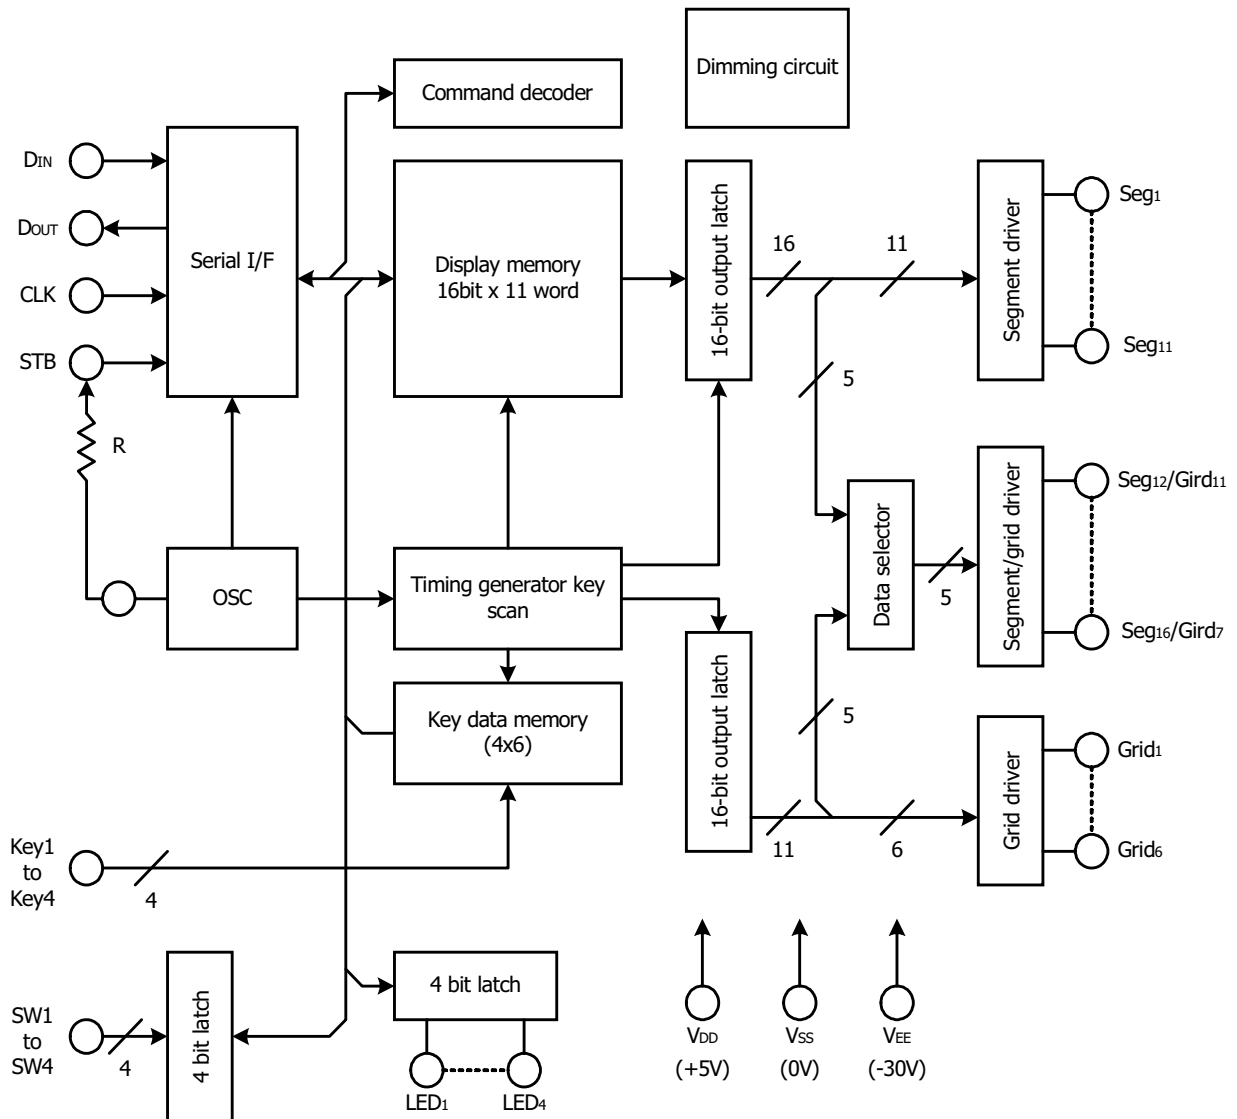 Dimming circuit
Command decoder
DIN
DOUT
CLK
STB
Serial I/F
Display memory
16bit x 11 word
16-bit output latch
16
11
Segment driver
Seg1
Seg11
5
R
OSC
Timing generator key
scan
Data selector
5
Segment/grid driver
Seg12/Gird11
Seg16/Gird7
Key data memory
(4x6)
16-bit output latch
5
11
6
Grid driver
Grid1
Grid6
Key1
to
Key4
4
SW1
to
SW4
4
4 bit latch
4 bit latch
LED1
LED4
VDD
(+5V)
VSS
(0V)
VEE
(-30V)